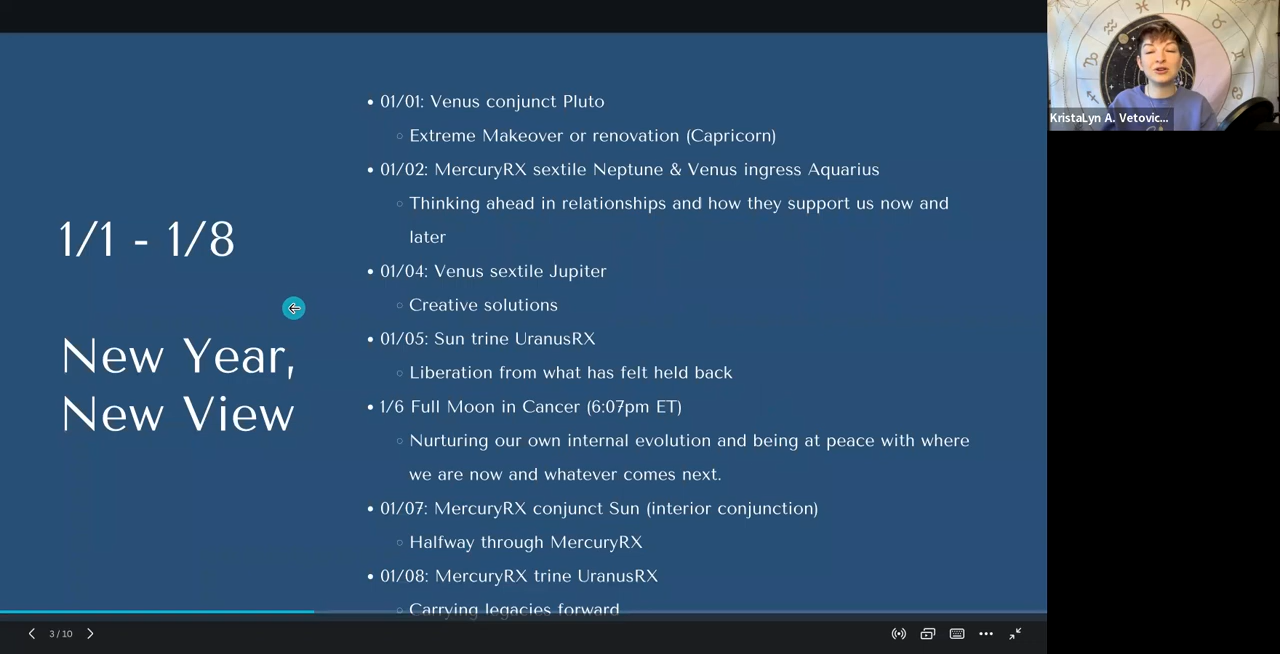 1/1 - 1/8
New Year,
New View
• 01/01: Venus conjunct Pluto
○ Extreme Makeover or renovation (Capricorn)
• 01/02: MercuryRX sextile Neptune & Venus ingress Aquarius
○ Thinking ahead in relationships and how they support us now and
later
• 01/04: Venus sextile Jupiter
○ Creative solutions
• 01/05: Sun trine UranusRX
○ Liberation from what has felt held back
• 1/6 Full Moon in Cancer (6:07pm ET)
○ Nurturing our own internal evolution and being at peace with where
we are now and whatever comes next.
• 01/07: MercuryRX conjunct Sun (interior conjunction)
○ Halfway through MercuryRX
• 01/08: MercuryRX trine UranusRX
○ Carrying legacies forward
KristaLyn A. Vetovic...
3 / 10